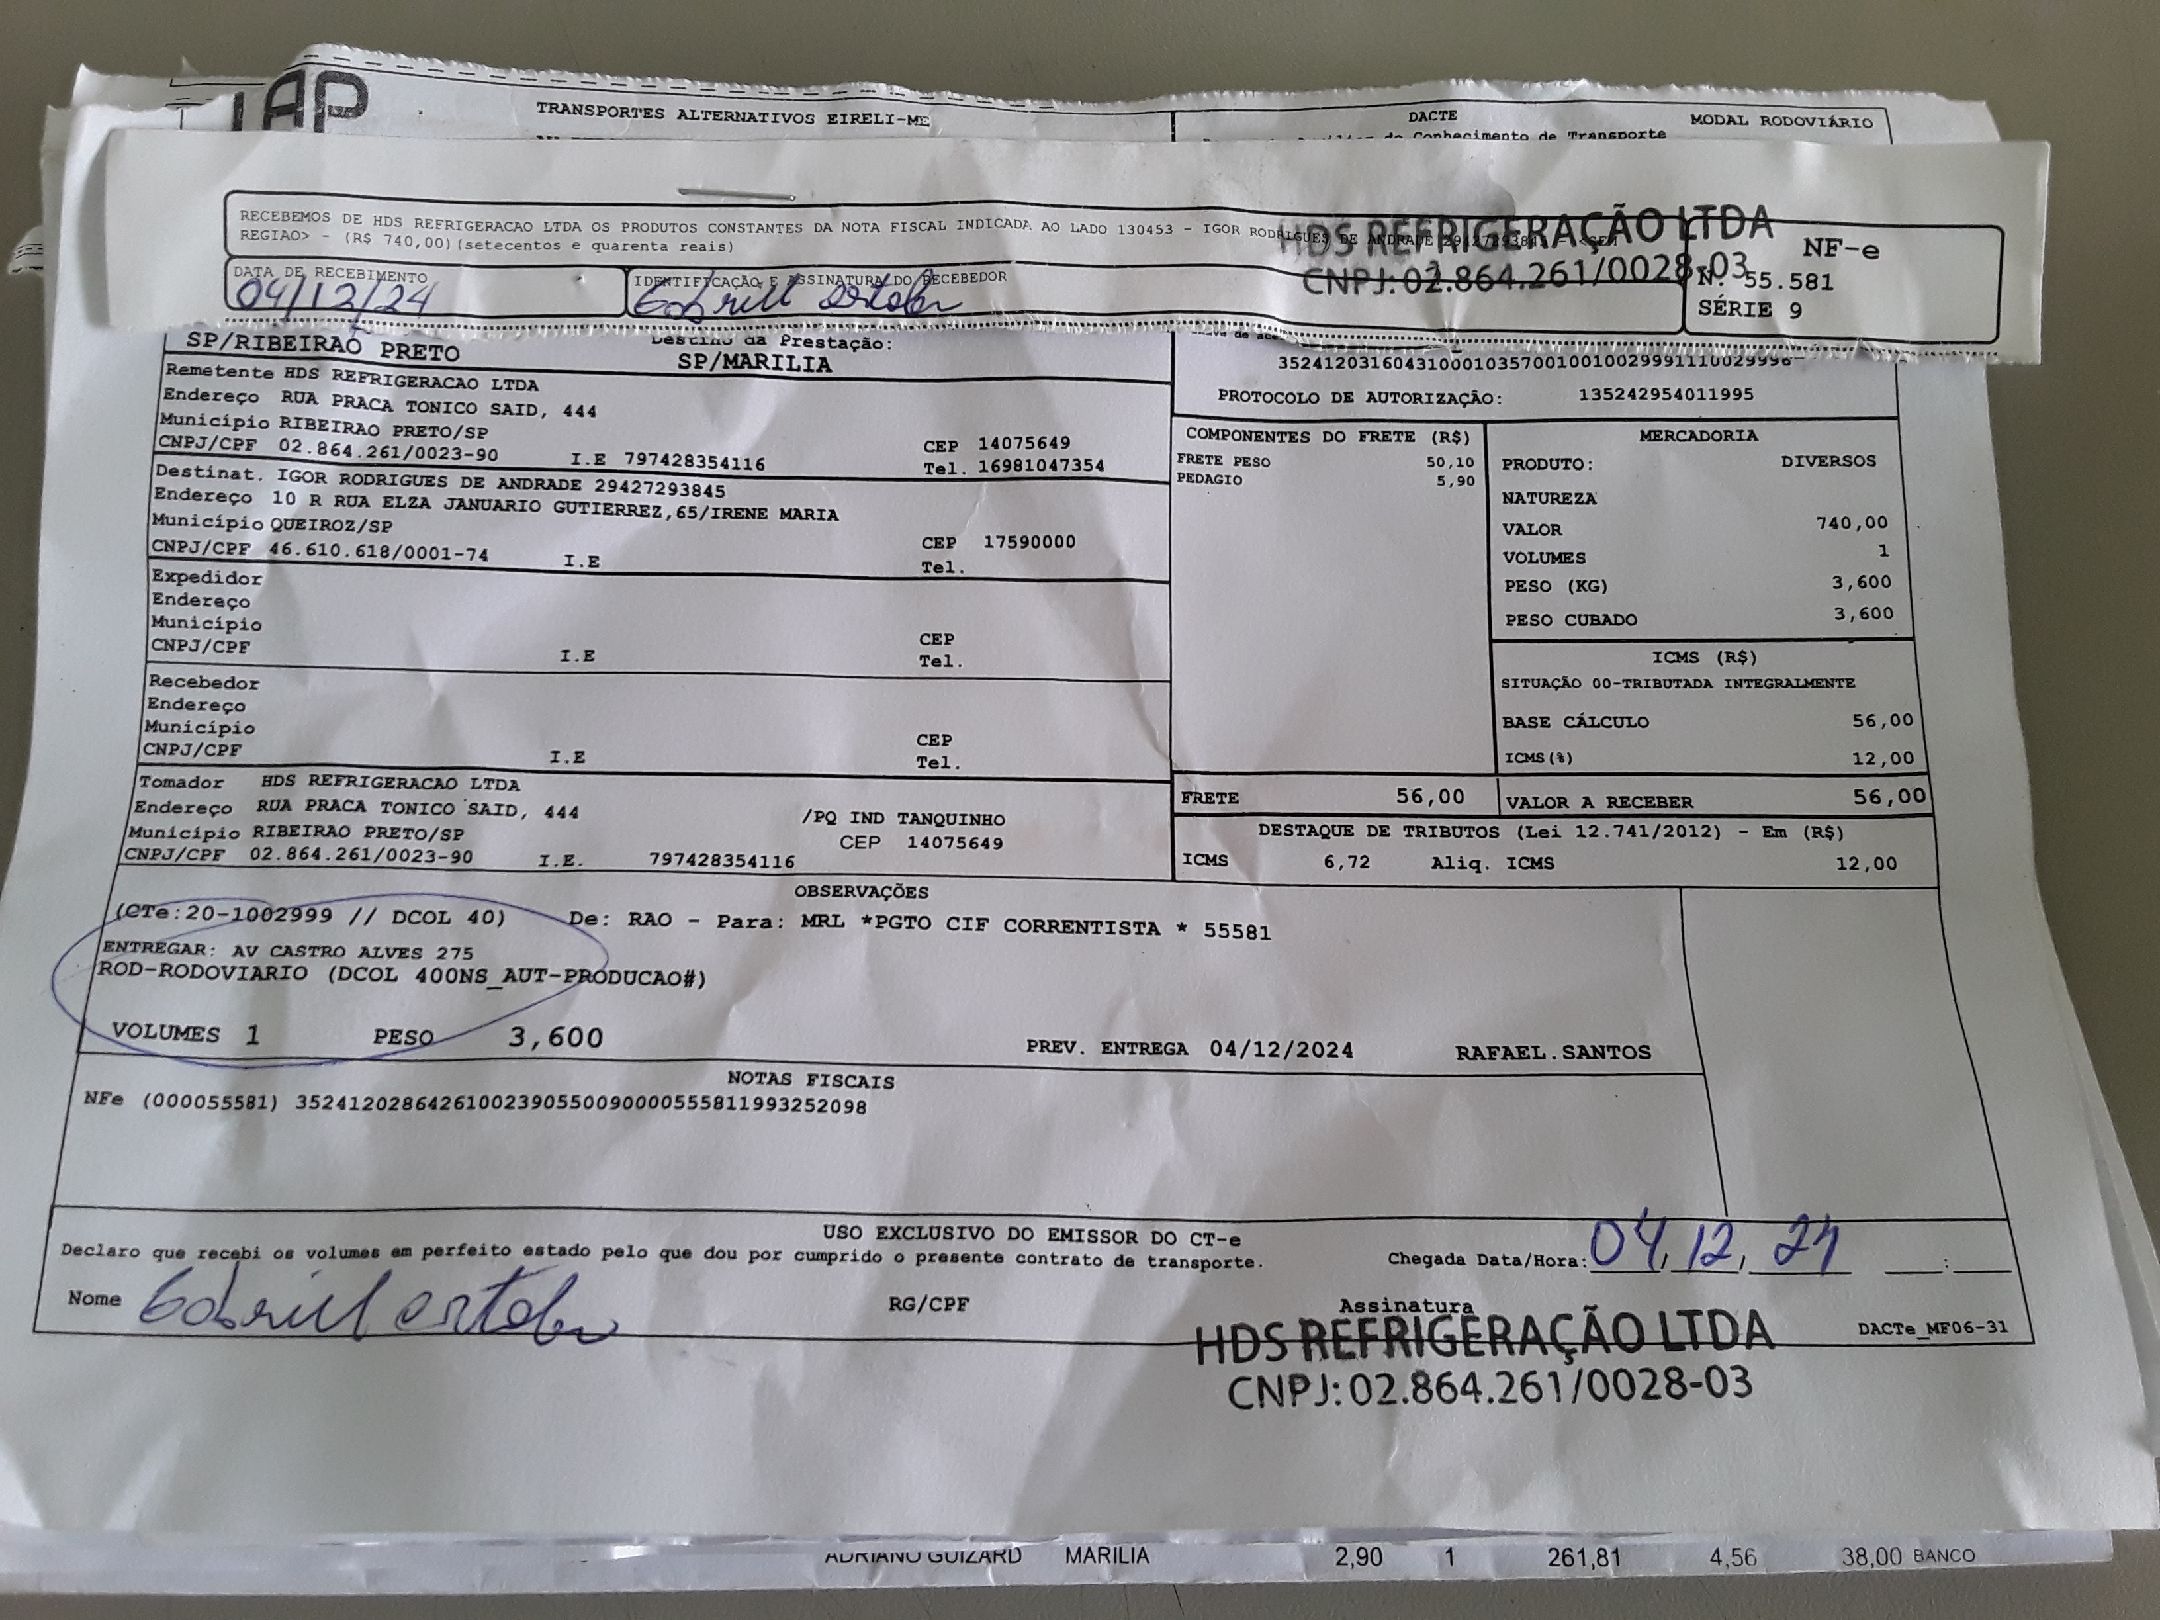 TRANSPORTES ALTERNATIVOS EIRELI-ME
DACTE
MODAL RODOVIÁRIO
de Conhecimento de Transporte
RECEBEMOS DE HDS REFRIGERACAO LTDA OS PRODUTOS CONSTANTES DA NOTA FISCAL INDICADA AO LADO 130453 - IGOR RODRIGUES DE ANDRADE 29427293845
REGIAO> - (R$ 740,00)(setecentos e quarenta reais)
HDS REFRIGERAÇÃO LTDA
CNPJ: 02.864.261/0028-03
NF-e
N. 55.581
SÉRIE 9
DATA DE RECEBIMENTO
04/12/24
IDENTIFICAÇÃO E ASSINATURA DO RECEBEDOR
SP/RIBEIRAO PRETO
Destino da Prestação:
SP/MARILIA
35241203160431000103570010010029991110029996
PROTOCOLO DE AUTORIZAÇÃO: 135242954011995
Remetente HDS REFRIGERACAO LTDA
Endereço RUA PRACA TONICO SAID, 444
Município RIBEIRAO PRETO/SP
CEP 14075649
CNPJ/CPF 02.864.261/0023-90 I.E 797428354116 Tel. 16981047354
Destinat. IGOR RODRIGUES DE ANDRADE 29427293845
Endereço 10 R RUA ELZA JANUARIO GUTIERREZ,65/IRENE MARIA
Município QUEIROZ/SP
CEP 17590000
CNPJ/CPF 46.610.618/0001-74 I.E Tel.
Expedidor
Endereço
Município
CEP
CNPJ/CPF I.E Tel.
Recebedor
Endereço
Município
CEP
CNPJ/CPF I.E Tel.
Tomador HDS REFRIGERACAO LTDA
Endereço RUA PRACA TONICO SAID, 444 /PQ IND TANQUINHO
Município RIBEIRAO PRETO/SP CEP 14075649
CNPJ/CPF 02.864.261/0023-90 I.E. 797428354116
COMPONENTES DO FRETE (R$)
FRETE PESO 50,10
PEDAGIO 5,90
MERCADORIA
PRODUTO: DIVERSOS
NATUREZA
VALOR 740,00
VOLUMES 1
PESO (KG) 3,600
PESO CUBADO 3,600
ICMS (R$)
SITUAÇÃO 00-TRIBUTADA INTEGRALMENTE
BASE CÁLCULO 56,00
ICMS(%) 12,00
FRETE 56,00
VALOR A RECEBER 56,00
DESTAQUE DE TRIBUTOS (Lei 12.741/2012) - Em (R$)
ICMS 6,72 Aliq. ICMS 12,00
OBSERVAÇÕES
(CTe:20-1002999 // DCOL 40) De: RAO - Para: MRL *PGTO CIF CORRENTISTA * 55581
ENTREGAR: AV CASTRO ALVES 275
ROD-RODOVIARIO (DCOL 400NS_AUT-PRODUCAO#)
VOLUMES 1 PESO 3,600
PREV. ENTREGA 04/12/2024 RAFAEL.SANTOS
NOTAS FISCAIS
NFe (000055581) 35241202864261002390550090000555811993252098
USO EXCLUSIVO DO EMISSOR DO CT-e
Declaro que recebi os volumes em perfeito estado pelo que dou por cumprido o presente contrato de transporte.
Chegada Data/Hora: 04, 12, 24 :
Nome
RG/CPF
Assinatura
HDS REFRIGERAÇÃO LTDA
CNPJ: 02.864.261/0028-03
DACTe_MF06-31
ADRIANO GUIZARD MARILIA 2,90 1 261,81 4,56 38,00 BANCO